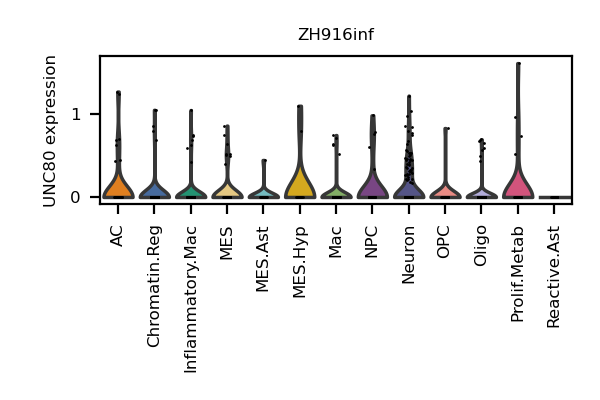 ZH916inf
UNC80 expression
1
0
AC
Chromatin.Reg
Inflammatory.Mac
MES
MES.Ast
MES.Hyp
Mac
NPC
Neuron
OPC
Oligo
Prolif.Metab
Reactive.Ast